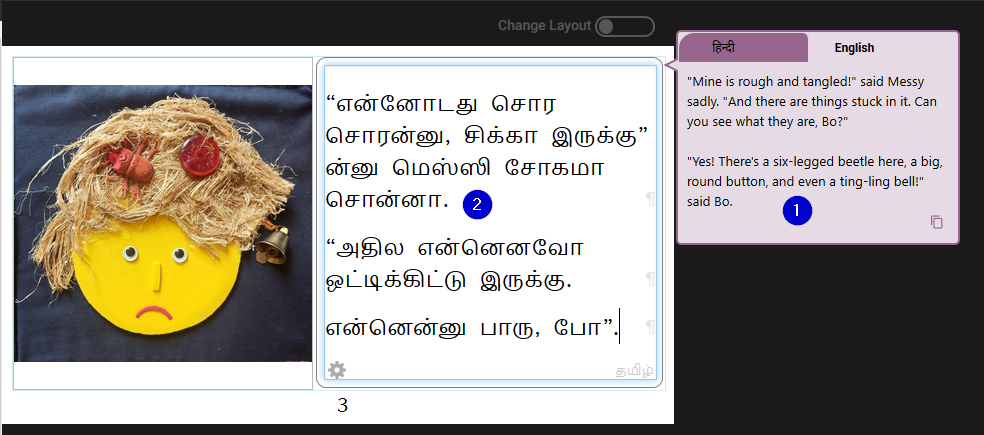 Change Layout
“என்னோடது சொர
சொரன்னு, சிக்கா இருக்கு”
ன்னு மெஸ்ஸி சோகமா
சொன்னா.
2
“அதில என்னெனவோ
ஒட்டிக்கிட்டு இருக்கு.
என்னென்னு பாரு, போ”.
தமிழ்
3
हिन्दी English
"Mine is rough and tangled!" said Messy
sadly. "And there are things stuck in it. Can
you see what they are, Bo?"
"Yes! There's a six-legged beetle here, a big,
round button, and even a ting-ling bell!"
said Bo.
1